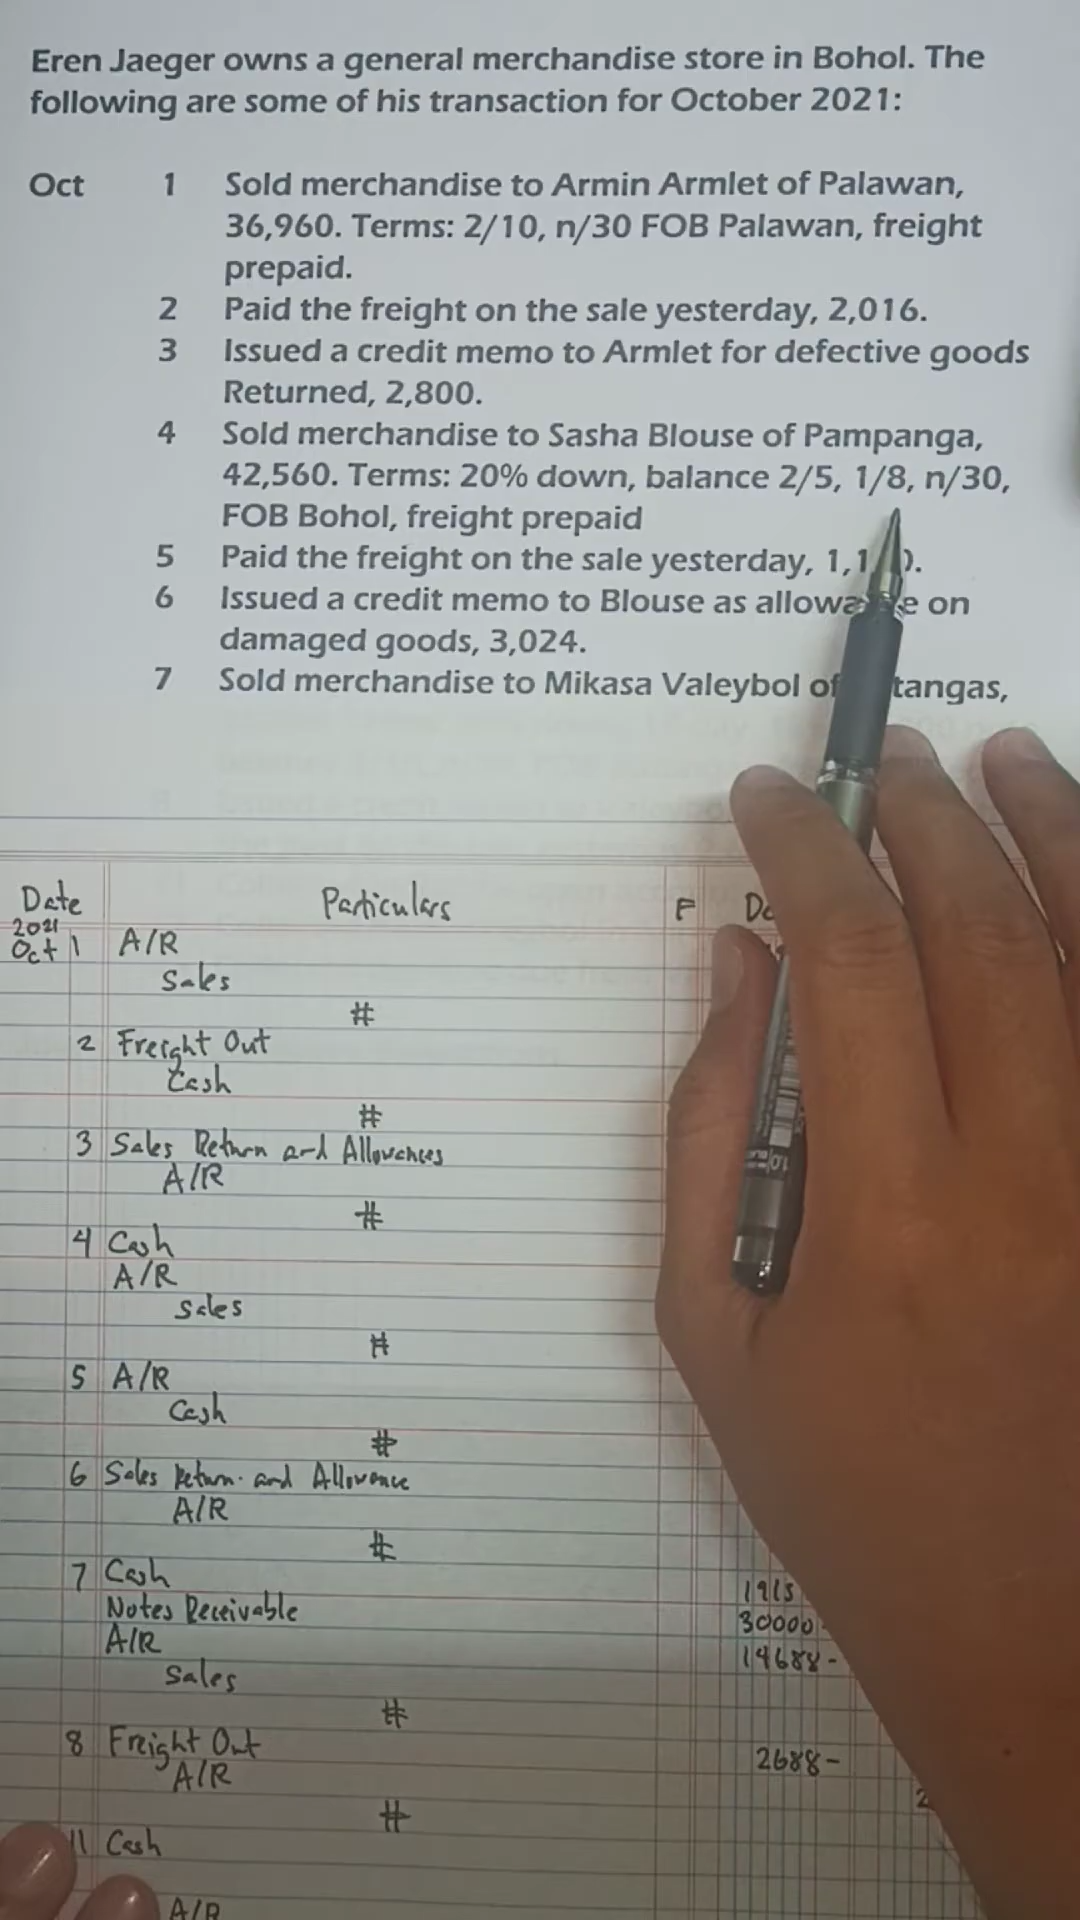 Eren Jaeger owns a general merchandise store in Bohol. The
following are some of his transaction for October 2021:
Oct 1 Sold merchandise to Armin Armlet of Palawan,
36,960. Terms: 2/10, n/30 FOB Palawan, freight
prepaid.
2 Paid the freight on the sale yesterday, 2,016.
3 Issued a credit memo to Armlet for defective goods
Returned, 2,800.
4 Sold merchandise to Sasha Blouse of Pampanga,
42,560. Terms: 20% down, balance 2/5, 1/8, n/30,
FOB Bohol, freight prepaid
5 Paid the freight on the sale yesterday,
6 Issued a credit memo to Blouse as on
damaged goods, 3,024.
7 Sold merchandise to Mikasa Valeybol
Date Particulars F
2021
Oct 1 A/R
Sales
#
2 Freight Out
Cash
#
3 Sales Return and Allowances
A/R
#
4 Cash
A/R
Sales
#
5 A/R
Cash
#
6 Sales Return and Allowance
A/R
#
7 Cash
Notes Receivable 30000
A/R 14688-
Sales
#
8 Freight Out 2688-
A/R
#
11 Cash
A/R